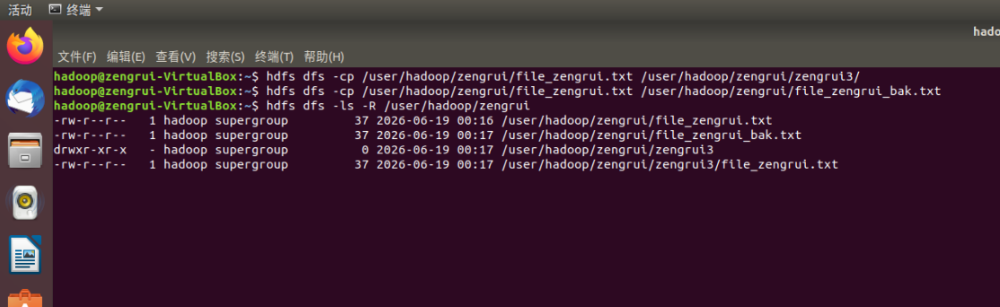 活动 终端
hado
文件(F) 编辑(E) 查看(V) 搜索(S) 终端(T) 帮助(H)
hadoop@zengrui-VirtualBox:~$ hdfs dfs -cp /user/hadoop/zengrui/file_zengrui.txt /user/hadoop/zengrui/zengrui3/
hadoop@zengrui-VirtualBox:~$ hdfs dfs -cp /user/hadoop/zengrui/file_zengrui.txt /user/hadoop/zengrui/file_zengrui_bak.txt
hadoop@zengrui-VirtualBox:~$ hdfs dfs -ls -R /user/hadoop/zengrui
-rw-r--r--   1 hadoop supergroup         37 2026-06-19 00:16 /user/hadoop/zengrui/file_zengrui.txt
-rw-r--r--   1 hadoop supergroup         37 2026-06-19 00:17 /user/hadoop/zengrui/file_zengrui_bak.txt
drwxr-xr-x   - hadoop supergroup          0 2026-06-19 00:17 /user/hadoop/zengrui/zengrui3
-rw-r--r--   1 hadoop supergroup         37 2026-06-19 00:17 /user/hadoop/zengrui/zengrui3/file_zengrui.txt